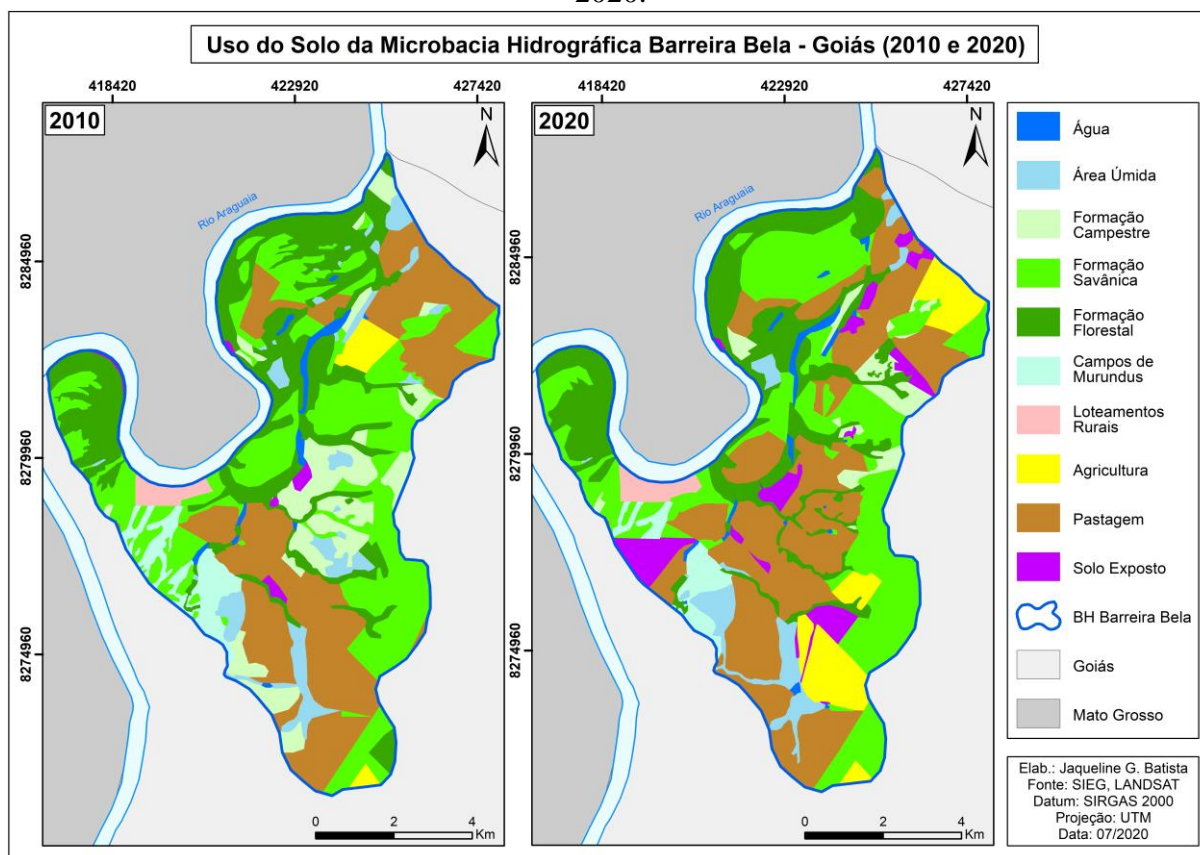 2020.
Uso do Solo da Microbacia Hidrográfica Barreira Bela - Goiás (2010 e 2020)
418420 422920 427420
418420 422920 427420
2010
N
Rio Araguaia
8284960
8279960
8274960
0 2 4
Km
2020
N
Rio Araguaia
8284960
8279960
8274960
0 2 4
Km
Água
Área Úmida
Formação
Campestre
Formação
Savânica
Formação
Florestal
Campos de
Murundus
Loteamentos
Rurais
Agricultura
Pastagem
Solo Exposto
BH Barreira Bela
Goiás
Mato Grosso
Elab.: Jaqueline G. Batista
Fonte: SIEG, LANDSAT
Datum: SIRGAS 2000
Projeção: UTM
Data: 07/2020